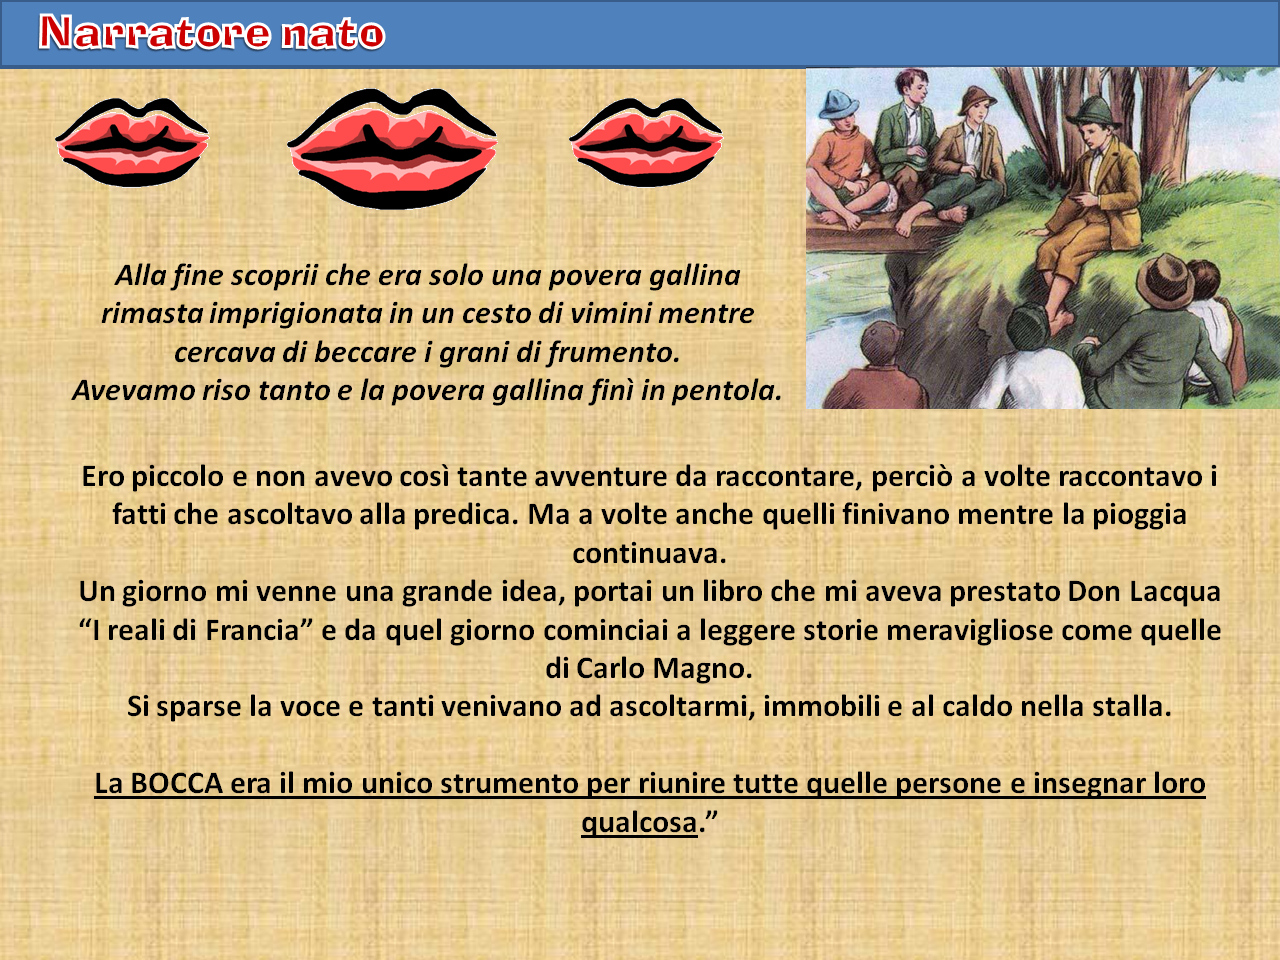 Narratore nato
Alla fine scoprii che era solo una povera gallina
rimasta imprigionata in un cesto di vimini mentre
cercava di beccare i grani di frumento.
Avevamo riso tanto e la povera gallina finì in pentola.
Ero piccolo e non avevo così tante avventure da raccontare, perciò a volte raccontavo i
fatti che ascoltavo alla predica. Ma a volte anche quelli finivano mentre la pioggia
continuava.
Un giorno mi venne una grande idea, portai un libro che mi aveva prestato Don Lacqua
“I reali di Francia” e da quel giorno cominciai a leggere storie meravigliose come quelle
di Carlo Magno.
Si sparse la voce e tanti venivano ad ascoltarmi, immobili e al caldo nella stalla.
La BOCCA era il mio unico strumento per riunire tutte quelle persone e insegnar loro
qualcosa.”